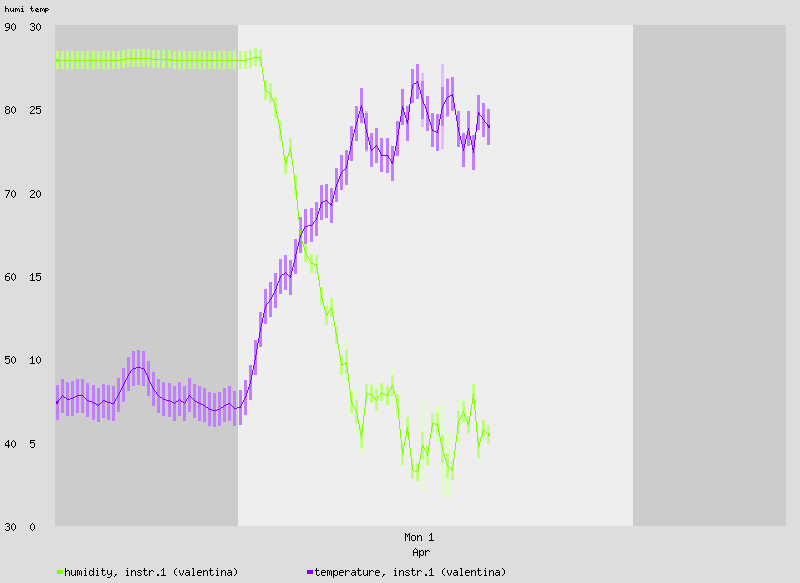 humi temp
90 30
80 25
70 20
60 15
50 10
40 5
30 0
Mon 1
Apr
humidity, instr.1 (valentina) temperature, instr.1 (valentina)